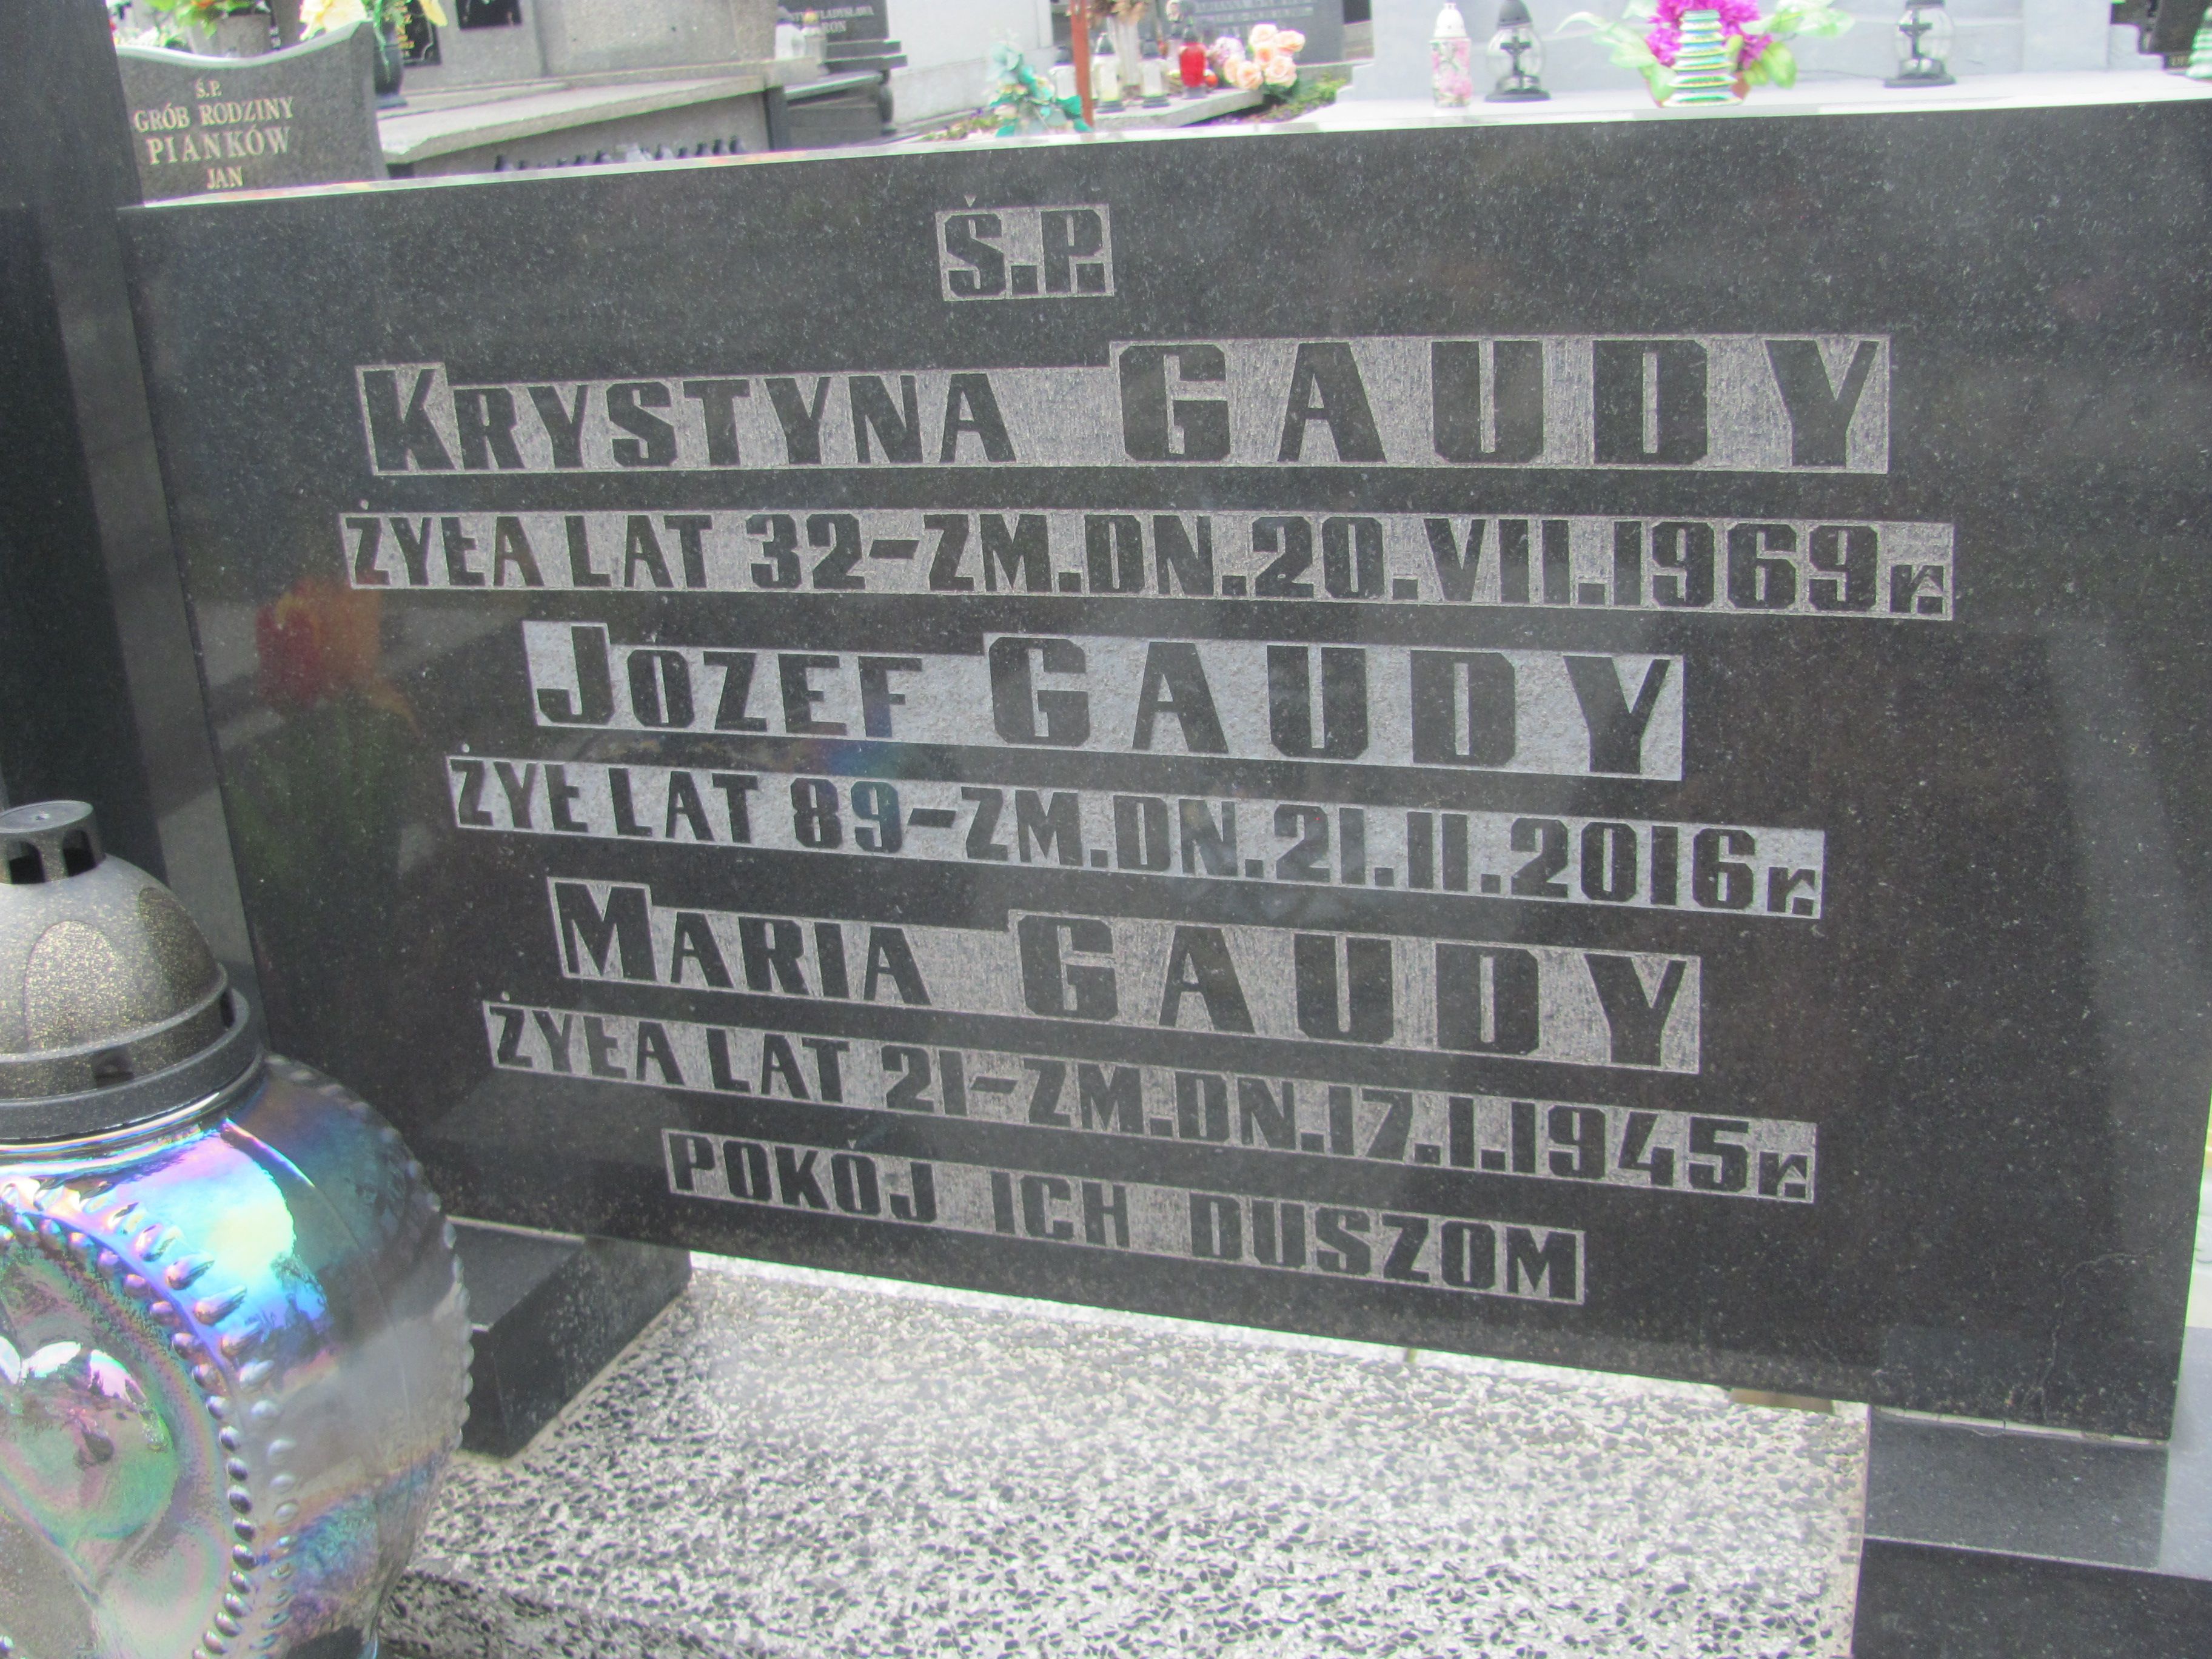 Ś.P.
GRÓB RODZINY
PIANKÓW
JAN
Ś.P.
KRYSTYNA GAUDY
ŻYŁA LAT 32-ZM.DN.20.VII.1969r.
JOZEF GAUDY
ŻYŁ LAT 89-ZM.DN.21.II.2016r.
MARIA GAUDY
ŻYŁA LAT 21-ZM.DN.17.I.1945r.
POKÓJ ICH DUSZOM